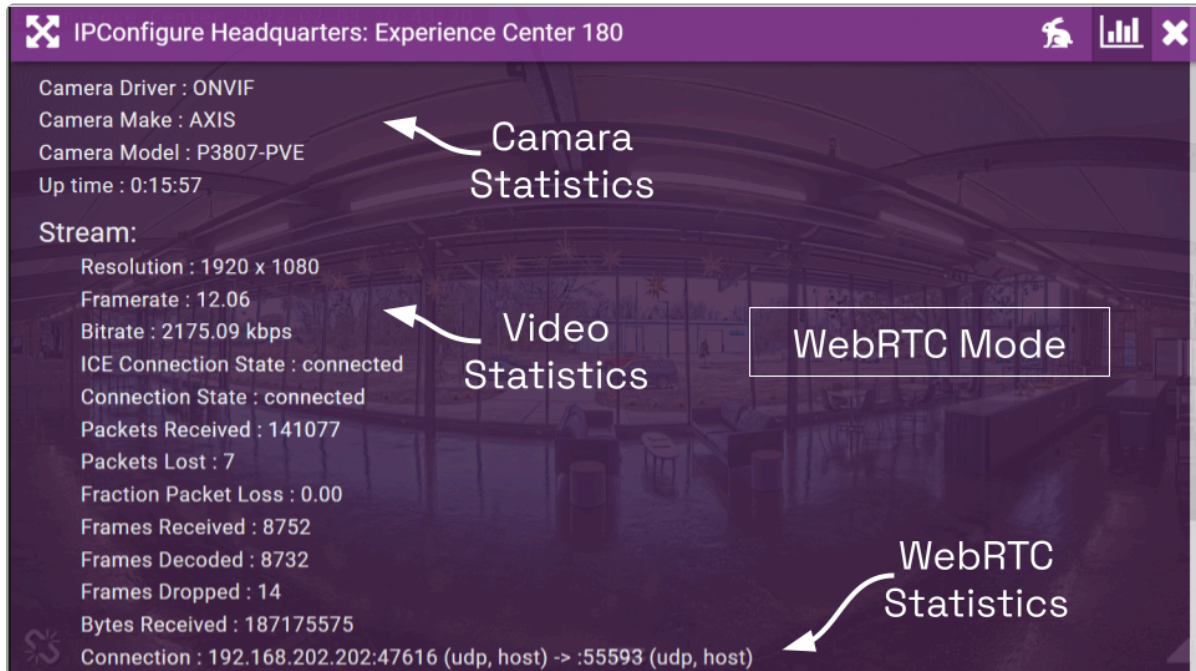 IPConfigure Headquarters: Experience Center 180
Camera Driver : ONVIF
Camera Make : AXIS
Camera Model : P3807-PVE
Up time : 0:15:57
Camara
Statistics
Stream:
Resolution : 1920 x 1080
Framerate : 12.06
Bitrate : 2175.09 kbps
ICE Connection State : connected
Connection State : connected
Packets Received : 141077
Packets Lost : 7
Fraction Packet Loss : 0.00
Frames Received : 8752
Frames Decoded : 8732
Frames Dropped : 14
Bytes Received : 187175575
Connection : 192.168.202.202:47616 (udp, host) -> :55593 (udp, host)
Video
Statistics
WebRTC Mode
WebRTC
Statistics